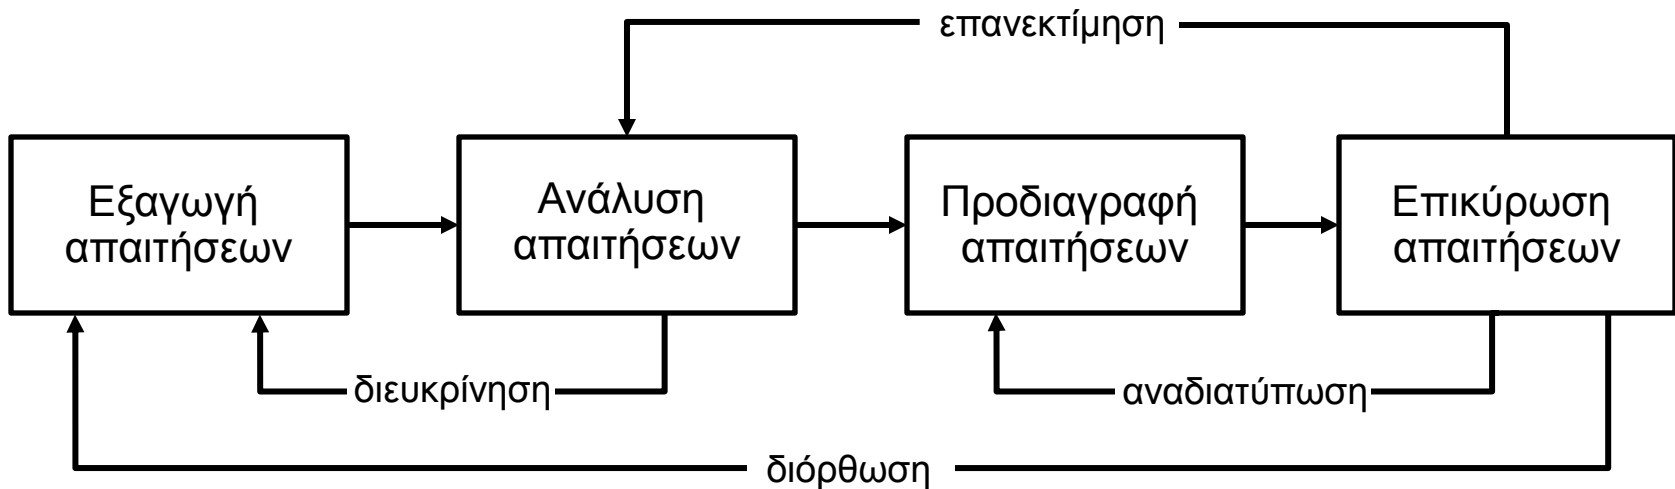 επανεκτίμηση
Εξαγωγή
απαιτήσεων
Ανάλυση
απαιτήσεων
Προδιαγραφή
απαιτήσεων
Επικύρωση
απαιτήσεων
διευκρίνηση
αναδιατύπωση
διόρθωση